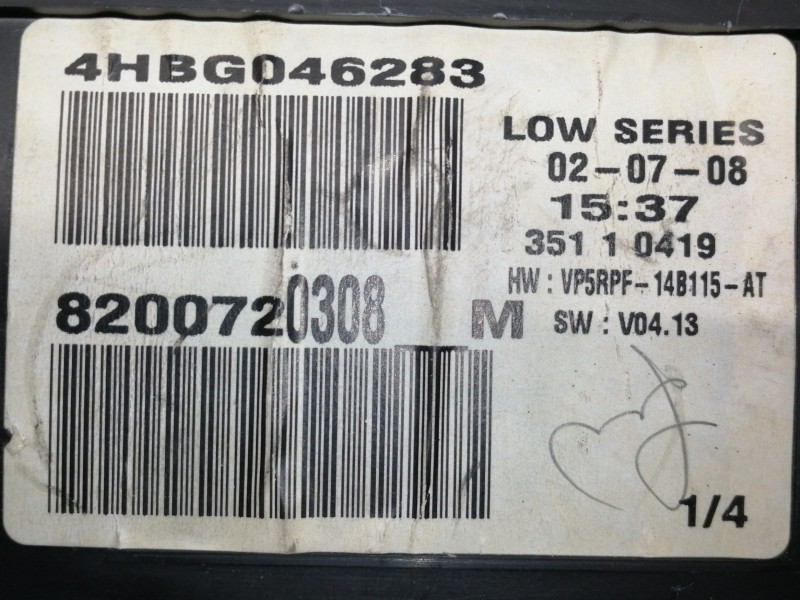 4HBG046283
LOW SERIES
02-07-08
15:37
351 1 0419
HW : VP5RPF-14B115-AT
8200720308__M
SW : V04.13
1/4